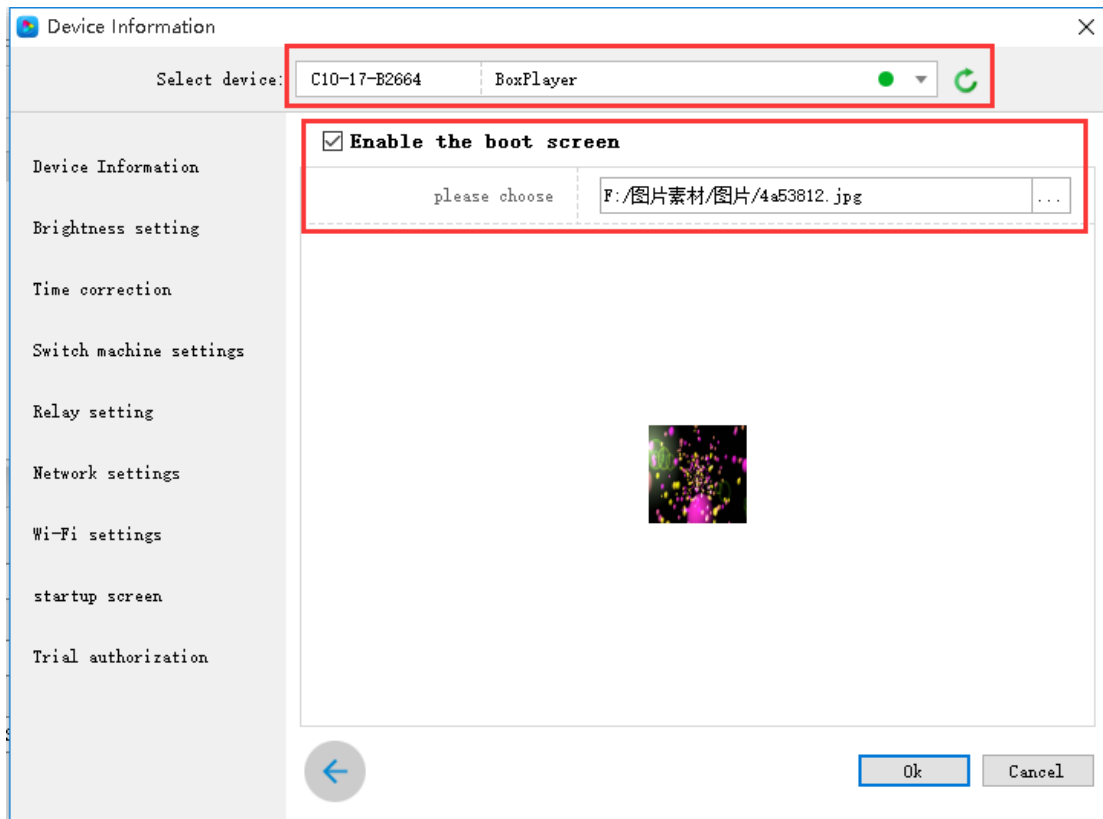 Device Information
Select device: C10-17-B2664 BoxPlayer
Enable the boot screen
please choose F:/图片素材/图片/4a53812.jpg ...
Device Information
Brightness setting
Time correction
Switch machine settings
Relay setting
Network settings
Wi-Fi settings
startup screen
Trial authorization
Ok Cancel